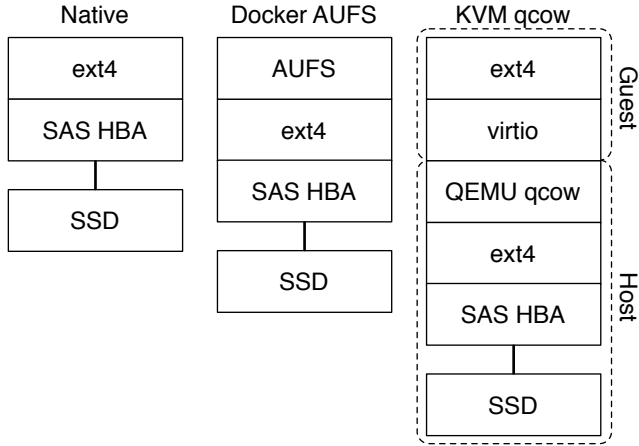 Native
ext4
SAS HBA
SSD
Docker AUFS
AUFS
ext4
SAS HBA
SSD
KVM qcow
ext4
virtio
QEMU qcow
ext4
SAS HBA
SSD
Guest
Host